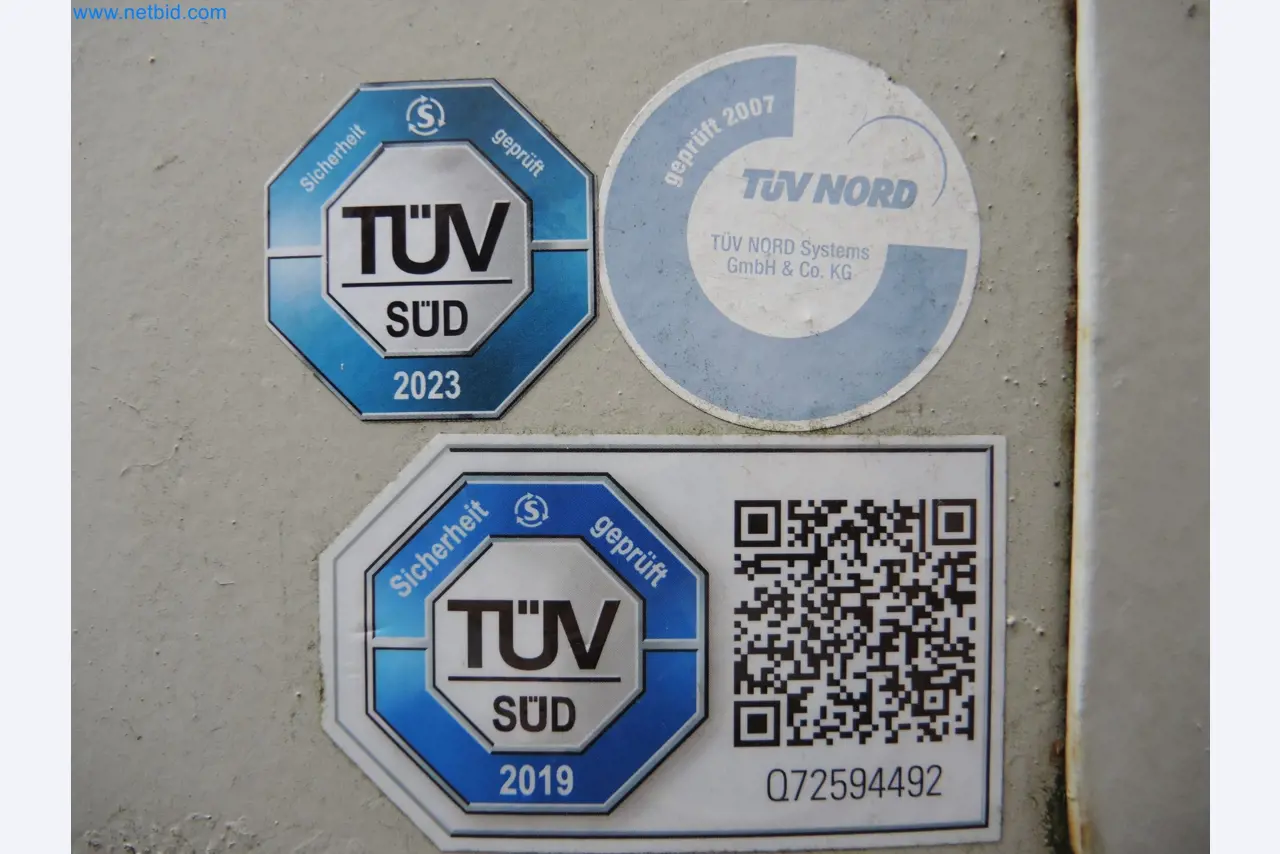 www.netbid.com
Sicherheit S geprüft
TÜV
SÜD
2023
geprüft 2007
TÜV NORD
TÜV NORD Systems
GmbH & Co. KG
Sicherheit S geprüft
TÜV
SÜD
2019
Q72594492